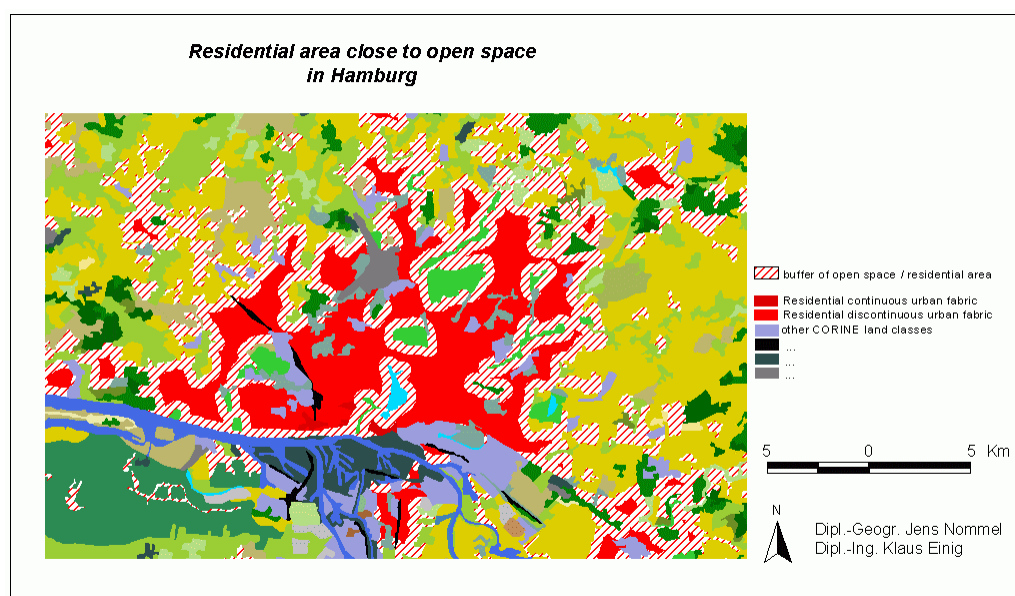 Residential area close to open space
in Hamburg
buffer of open space / residential area
Residential continuous urban fabric
Residential discontinuous urban fabric
other CORINE land classes
...
...
...
5 0 5 Km
N
Dipl.-Geogr. Jens Nommel
Dipl.-Ing. Klaus Einig